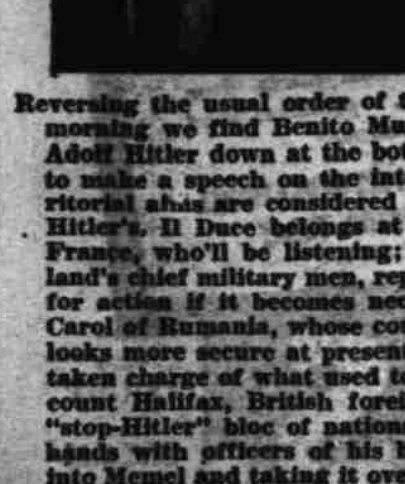 Reversing the usual order of
morning we find Benito Mu
Adolf Hitler down at the bot
to make a speech on the int
ritorial are considered
Hitler's, Il Duce belongs at
France, who'll be listening;
land's chief military men, rep
for action if it becomes nec
Carol of Rumania, whose cou
looks more secure at present
taken charge of what used to
count Halifax, British forei
"stop-Hitler" bloc of nation
hands with officers of his
into Memel and taking it ove